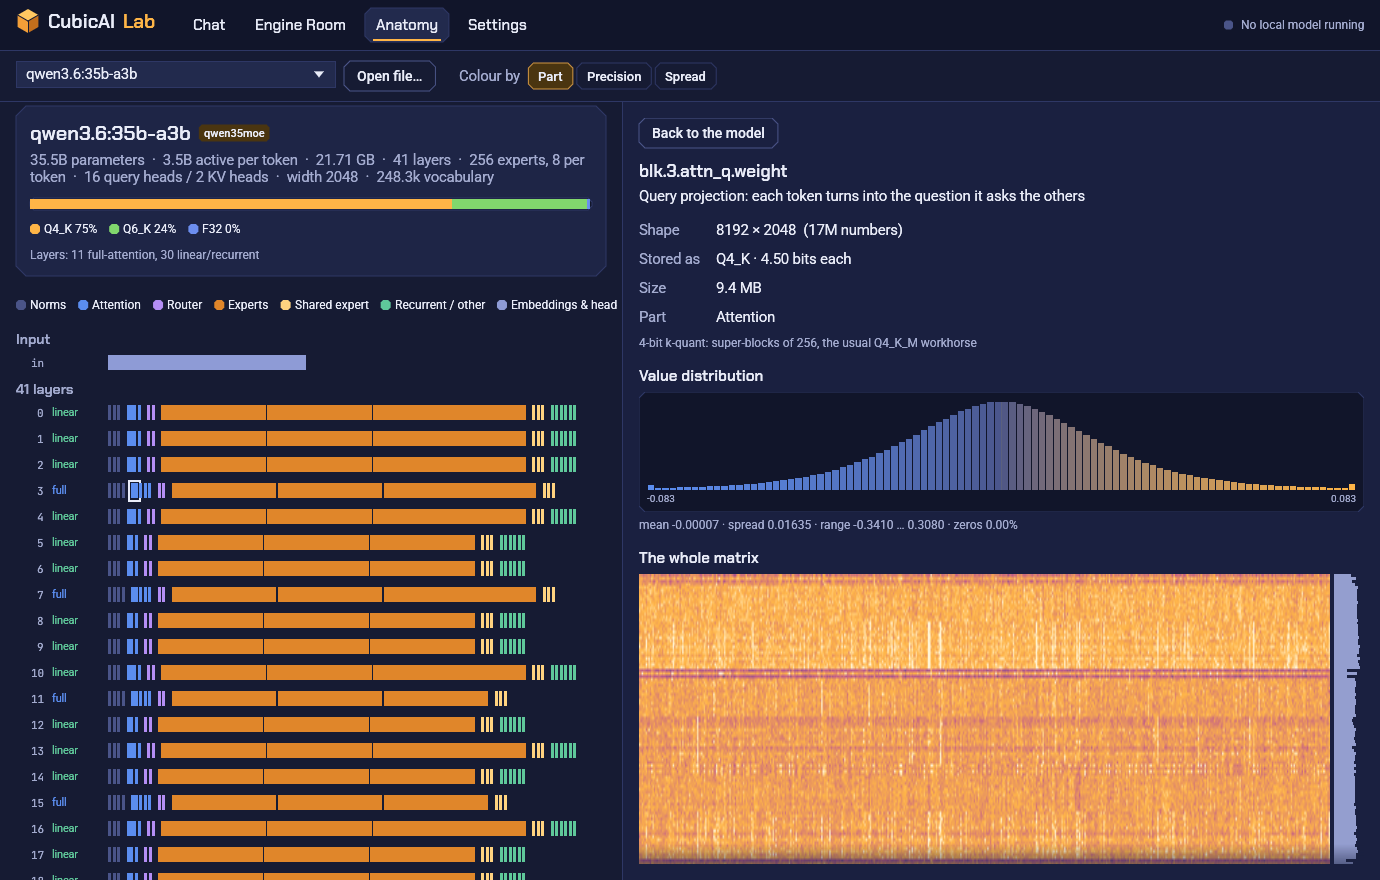 CubicAI Lab
Chat
Engine Room
Anatomy
Settings
No local model running
qwen3.6:35b-a3b
Open file...
Colour by
Part
Precision
Spread
qwen3.6:35b-a3b qwen35moe
35.5B parameters · 3.5B active per token · 21.71 GB · 41 layers · 256 experts, 8 per
token · 16 query heads / 2 KV heads · width 2048 · 248.3k vocabulary
Q4_K 75% Q6_K 24% F32 0%
Layers: 11 full-attention, 30 linear/recurrent
Norms Attention Router Experts Shared expert Recurrent / other Embeddings & head
Input
in
41 layers
0 linear
1 linear
2 linear
3 full
4 linear
5 linear
6 linear
7 full
8 linear
9 linear
10 linear
11 full
12 linear
13 linear
14 linear
15 full
16 linear
17 linear
18 linear
Back to the model
blk.3.attn_q.weight
Query projection: each token turns into the question it asks the others
Shape 8192 × 2048 (17M numbers)
Stored as Q4_K · 4.50 bits each
Size 9.4 MB
Part Attention
4-bit k-quant: super-blocks of 256, the usual Q4_K_M workhorse
Value distribution
-0.083
0.083
mean -0.00007 · spread 0.01635 · range -0.3410 ... 0.3080 · zeros 0.00%
The whole matrix